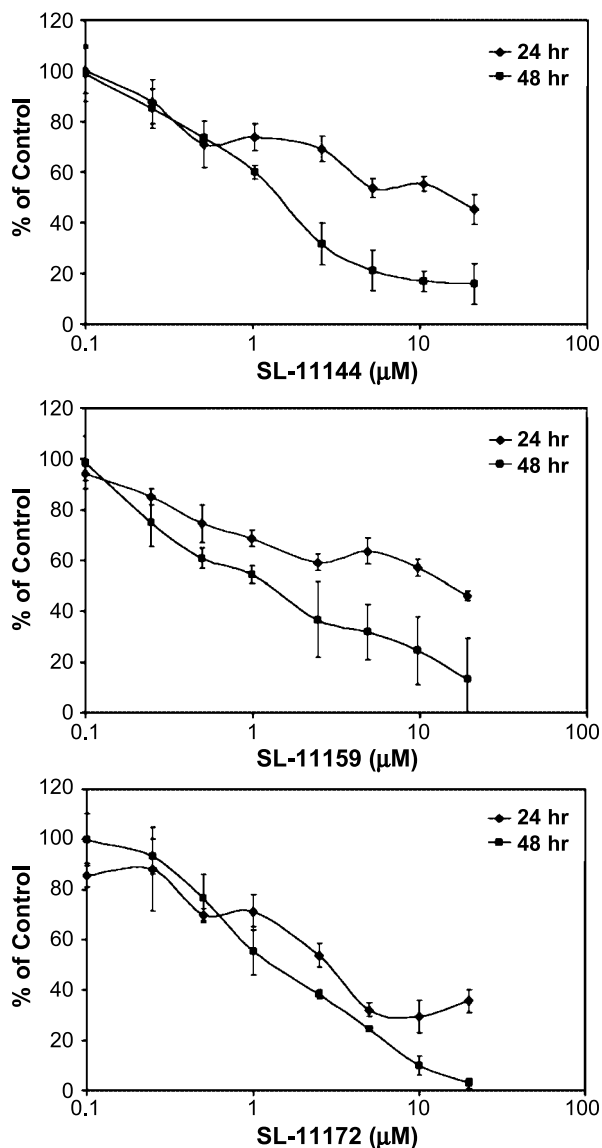 120
100
80
60
40
20
0
% of Control
24 hr
48 hr
0.1 1 10 100
SL-11144 (μM)
120
100
80
60
40
20
0
% of Control
24 hr
48 hr
0.1 1 10 100
SL-11159 (μM)
120
100
80
60
40
20
0
% of Control
24 hr
48 hr
0.1 1 10 100
SL-11172 (μM)